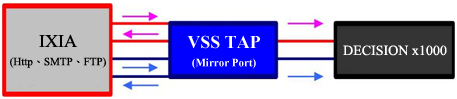 IXIA
(Http、SMTP、FTP)
VSS TAP
(Mirror Port)
DECISION x1000